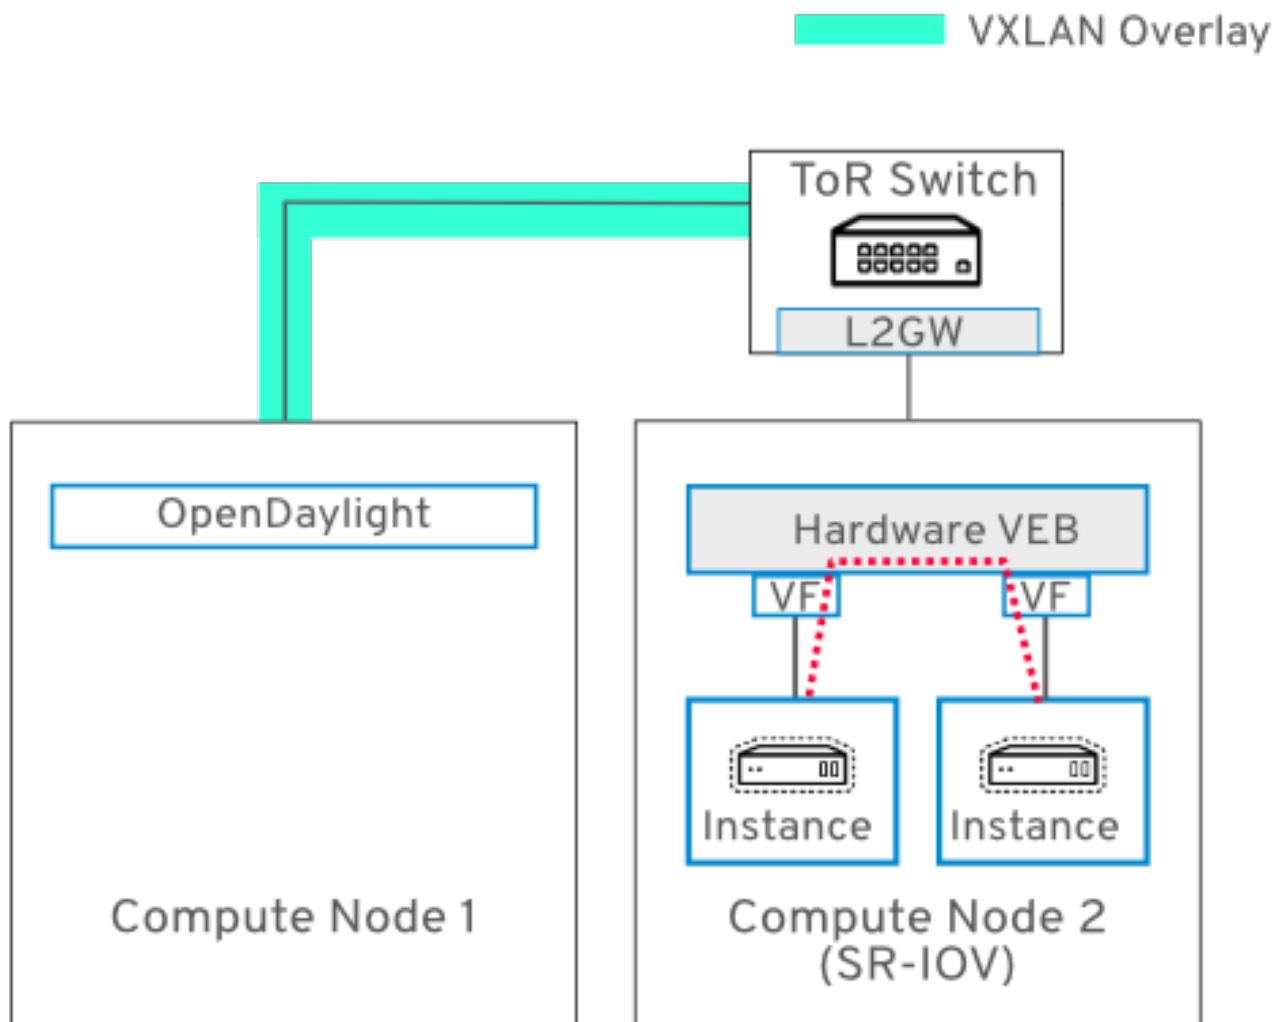 VXLAN Overlay
ToR Switch
L2GW
OpenDaylight
Hardware VEB
VF
VF
Instance
Instance
Compute Node 1
Compute Node 2
(SR-IOV)